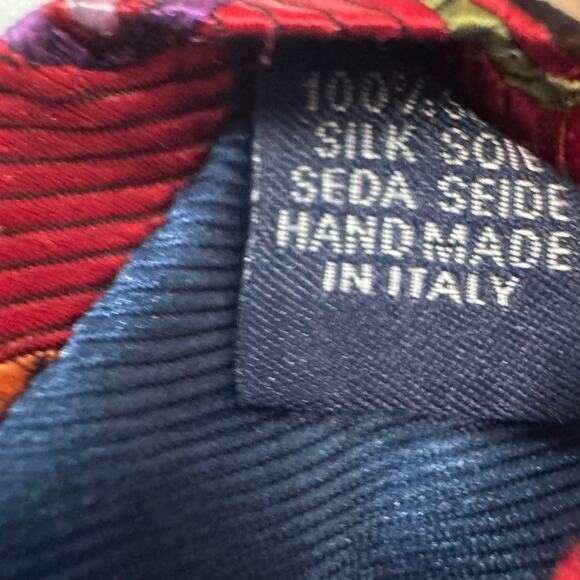 100%
SILK SOIE
SEDA SEIDE
HANDMADE
IN ITALY